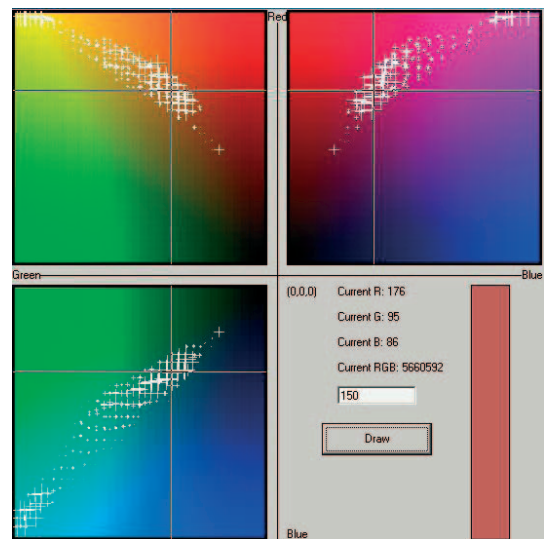 Red
Green
Blue
(0,0,0)
Current R: 176
Current G: 95
Current B: 86
Current RGB: 5660592
150
Draw
Blue